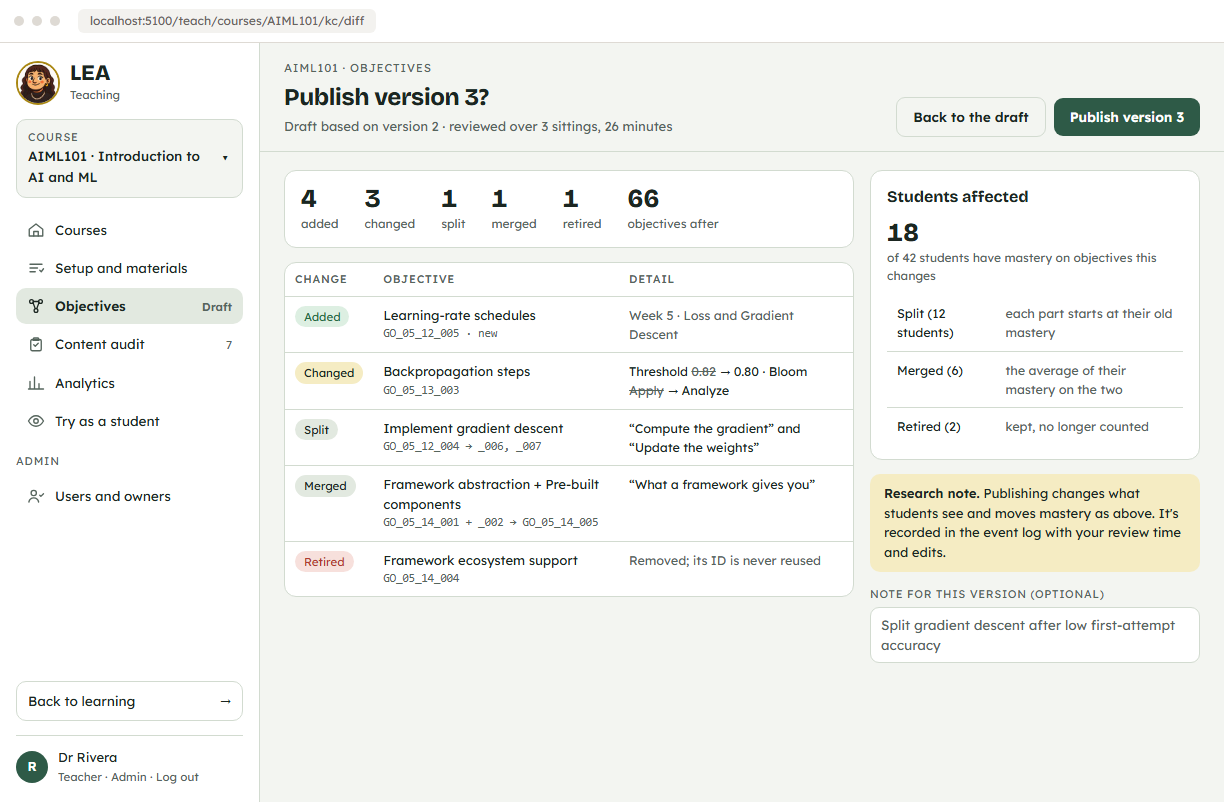 localhost:5100/teach/courses/AIML101/kc/diff
LEA
Teaching
COURSE
AIML101 · Introduction to
AI and ML
Courses
Setup and materials
Objectives Draft
Content audit 7
Analytics
Try as a student
ADMIN
Users and owners
Back to learning →
R
Dr Rivera
Teacher · Admin · Log out
AIML101 · OBJECTIVES
Publish version 3?
Draft based on version 2 · reviewed over 3 sittings, 26 minutes
Back to the draft
Publish version 3
4 3 1 1 1 66
added changed split merged retired objectives after
CHANGE OBJECTIVE DETAIL
Added
Learning-rate schedules
GO_05_12_005 · new
Week 5 · Loss and Gradient
Descent
Changed
Backpropagation steps
GO_05_13_003
Threshold 0.82 → 0.80 · Bloom
Apply → Analyze
Split
Implement gradient descent
GO_05_12_004 → _006, _007
“Compute the gradient” and
“Update the weights”
Merged
Framework abstraction + Pre-built
components
GO_05_14_001 + _002 → GO_05_14_005
“What a framework gives you”
Retired
Framework ecosystem support
GO_05_14_004
Removed; its ID is never reused
Students affected
18
of 42 students have mastery on objectives this
changes
Split (12
students)
each part starts at their old
mastery
Merged (6)
the average of their
mastery on the two
Retired (2)
kept, no longer counted
Research note. Publishing changes what
students see and moves mastery as above. It's
recorded in the event log with your review time
and edits.
NOTE FOR THIS VERSION (OPTIONAL)
Split gradient descent after low first-attempt
accuracy